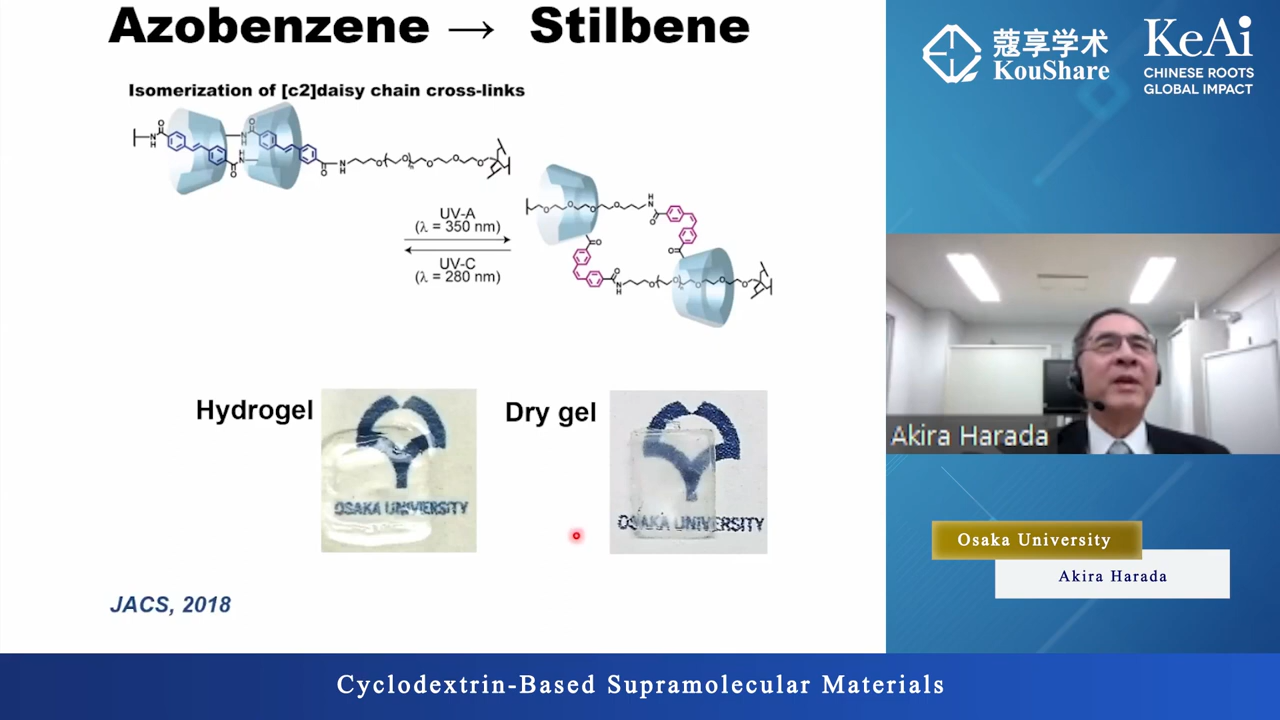 Azobenzene → Stilbene
Isomerization of [c2]daisy chain cross-links
UV-A
(λ = 350 nm)
UV-C
(λ = 280 nm)
Hydrogel
OSAKA UNIVIERSITY
Dry gel
OSAKA UNIVERSITY
JACS, 2018
蔻享学术
KouShare
KeAi
CHINESE ROOTS
GLOBAL IMPACT
Akira Harada
Osaka University
Akira Harada
Cyclodextrin-Based Supramolecular Materials